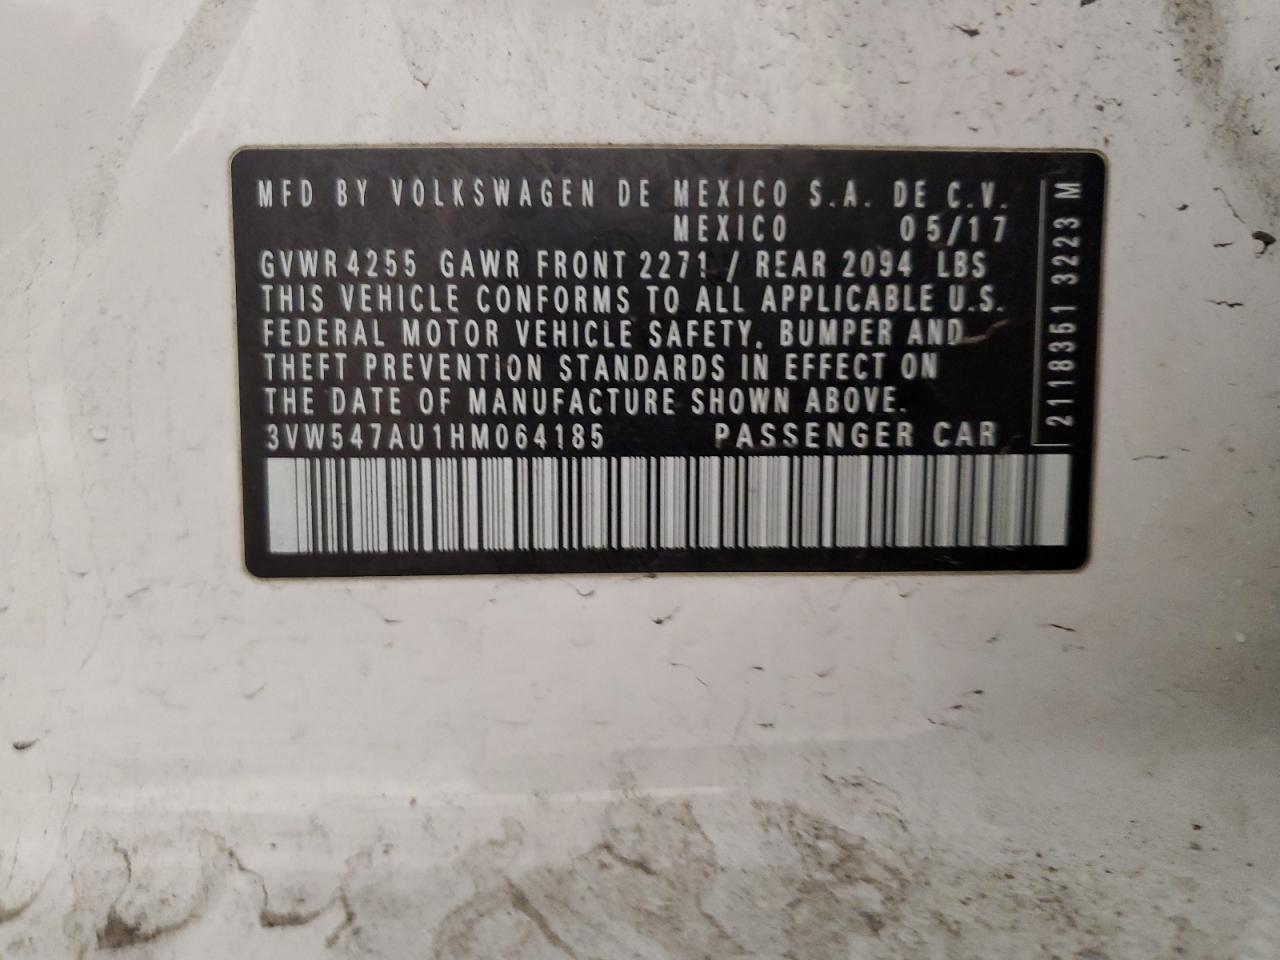 MFD BY VOLKSWAGEN DE MEXICO S.A. DE C.V.
MEXICO 05/17
GVWR 4255 GAWR FRONT 2271 / REAR 2094 LBS
THIS VEHICLE CONFORMS TO ALL APPLICABLE U.S.
FEDERAL MOTOR VEHICLE SAFETY, BUMPER AND
THEFT PREVENTION STANDARDS IN EFFECT ON
THE DATE OF MANUFACTURE SHOWN ABOVE.
3VW547AU1HM064185 PASSENGER CAR
2118351 3223 M